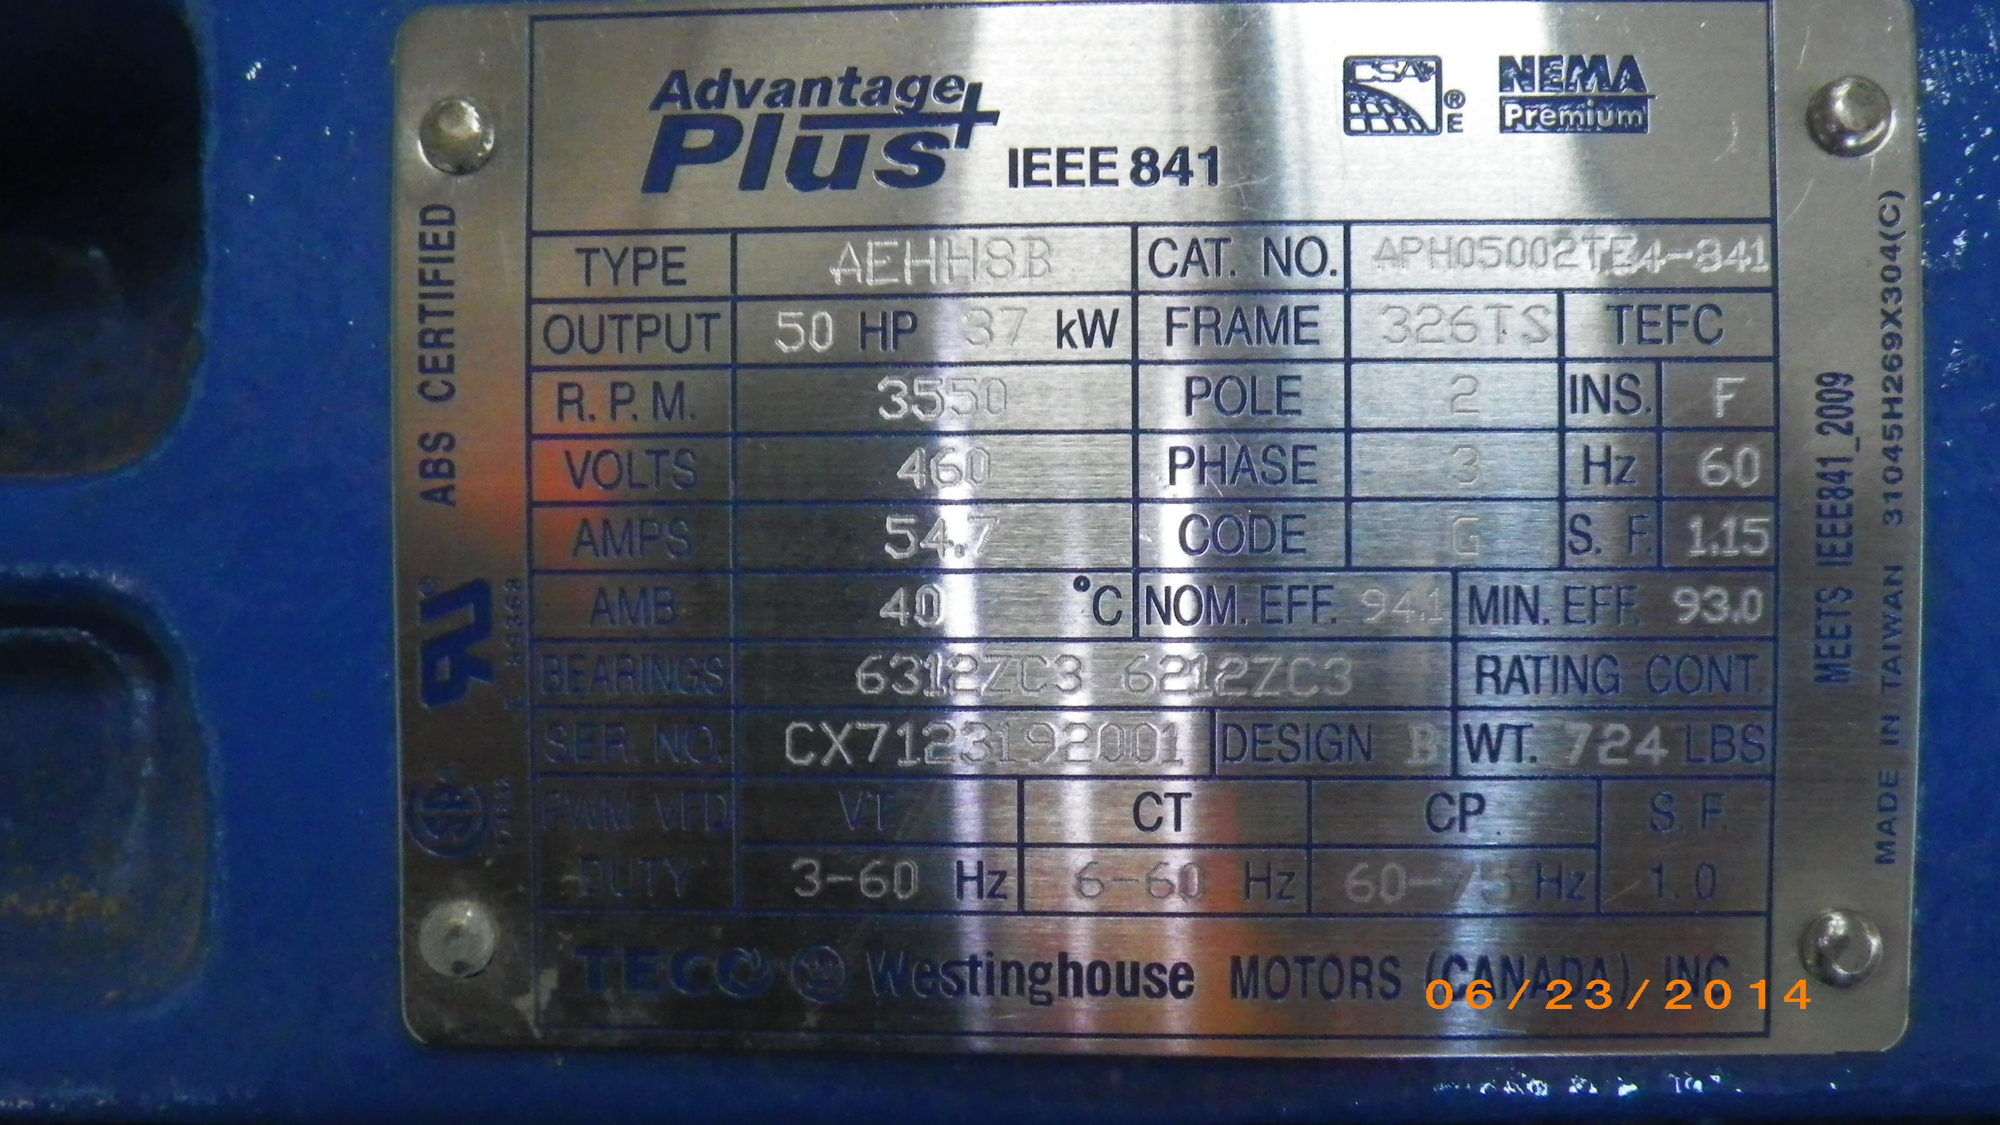 Advantage
Plus+ IEEE 841
CSA ® E
NEMA
Premium
TYPE AEHH8B CAT. NO. APH05002TE4-841
OUTPUT 50 HP 37 kW FRAME 326TS TEFC
R.P.M. 3550 POLE 2 INS. F
VOLTS 460 PHASE 3 Hz 60
AMPS 54.7 CODE G S.F. 1.15
AMB 40 °C NOM. EFF. 94.1 MIN. EFF. 93.0
BEARINGS 6312ZC3 6212ZC3 RATING CONT.
SER. NO. CX7123192001 DESIGN B WT. 724 LBS
PWM VFD VT CT CP S.F.
DUTY 3-60 Hz 6-60 Hz 60-75 Hz 1.0
TECO Westinghouse MOTORS (CANADA) INC.
ABS CERTIFIED
MEETS IEEE841_2009
MADE IN TAIWAN 31045H269X304(C)
06/23/2014